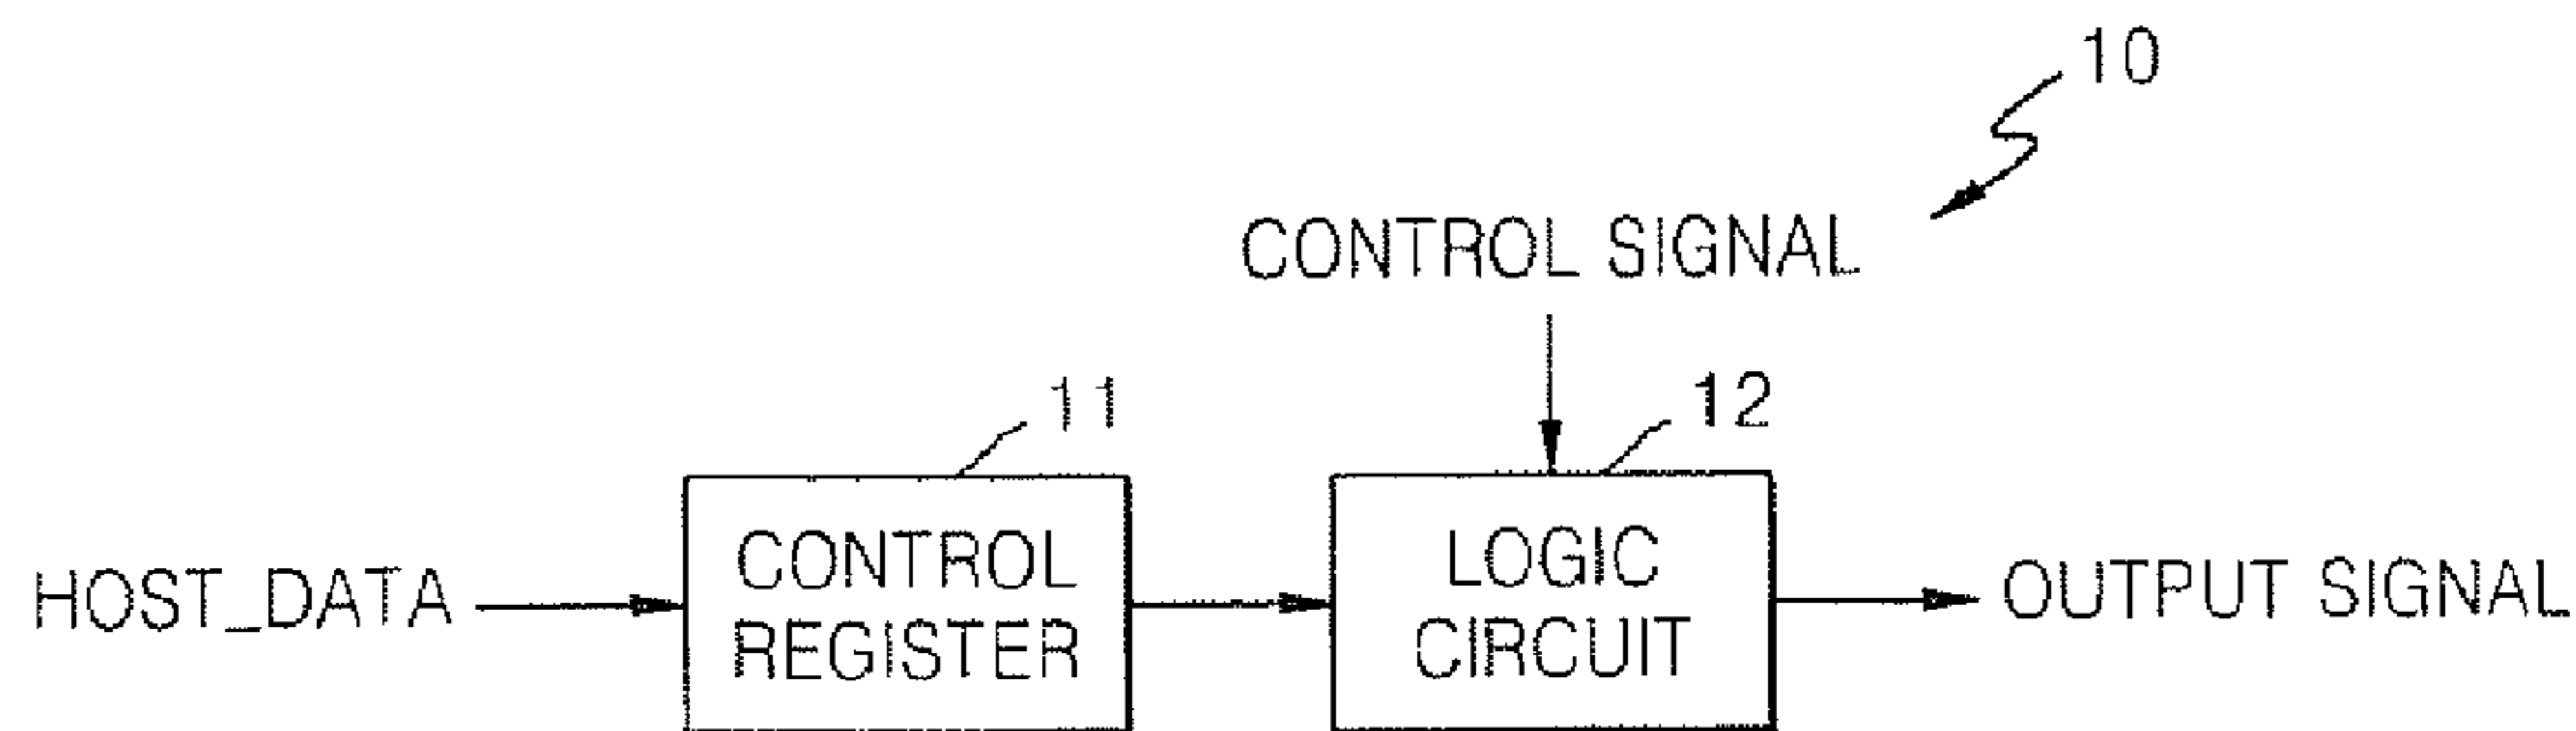 10
CONTROL SIGNAL
11
12
HOST_DATA
CONTROL
REGISTER
LOGIC
CIRCUIT
OUTPUT SIGNAL